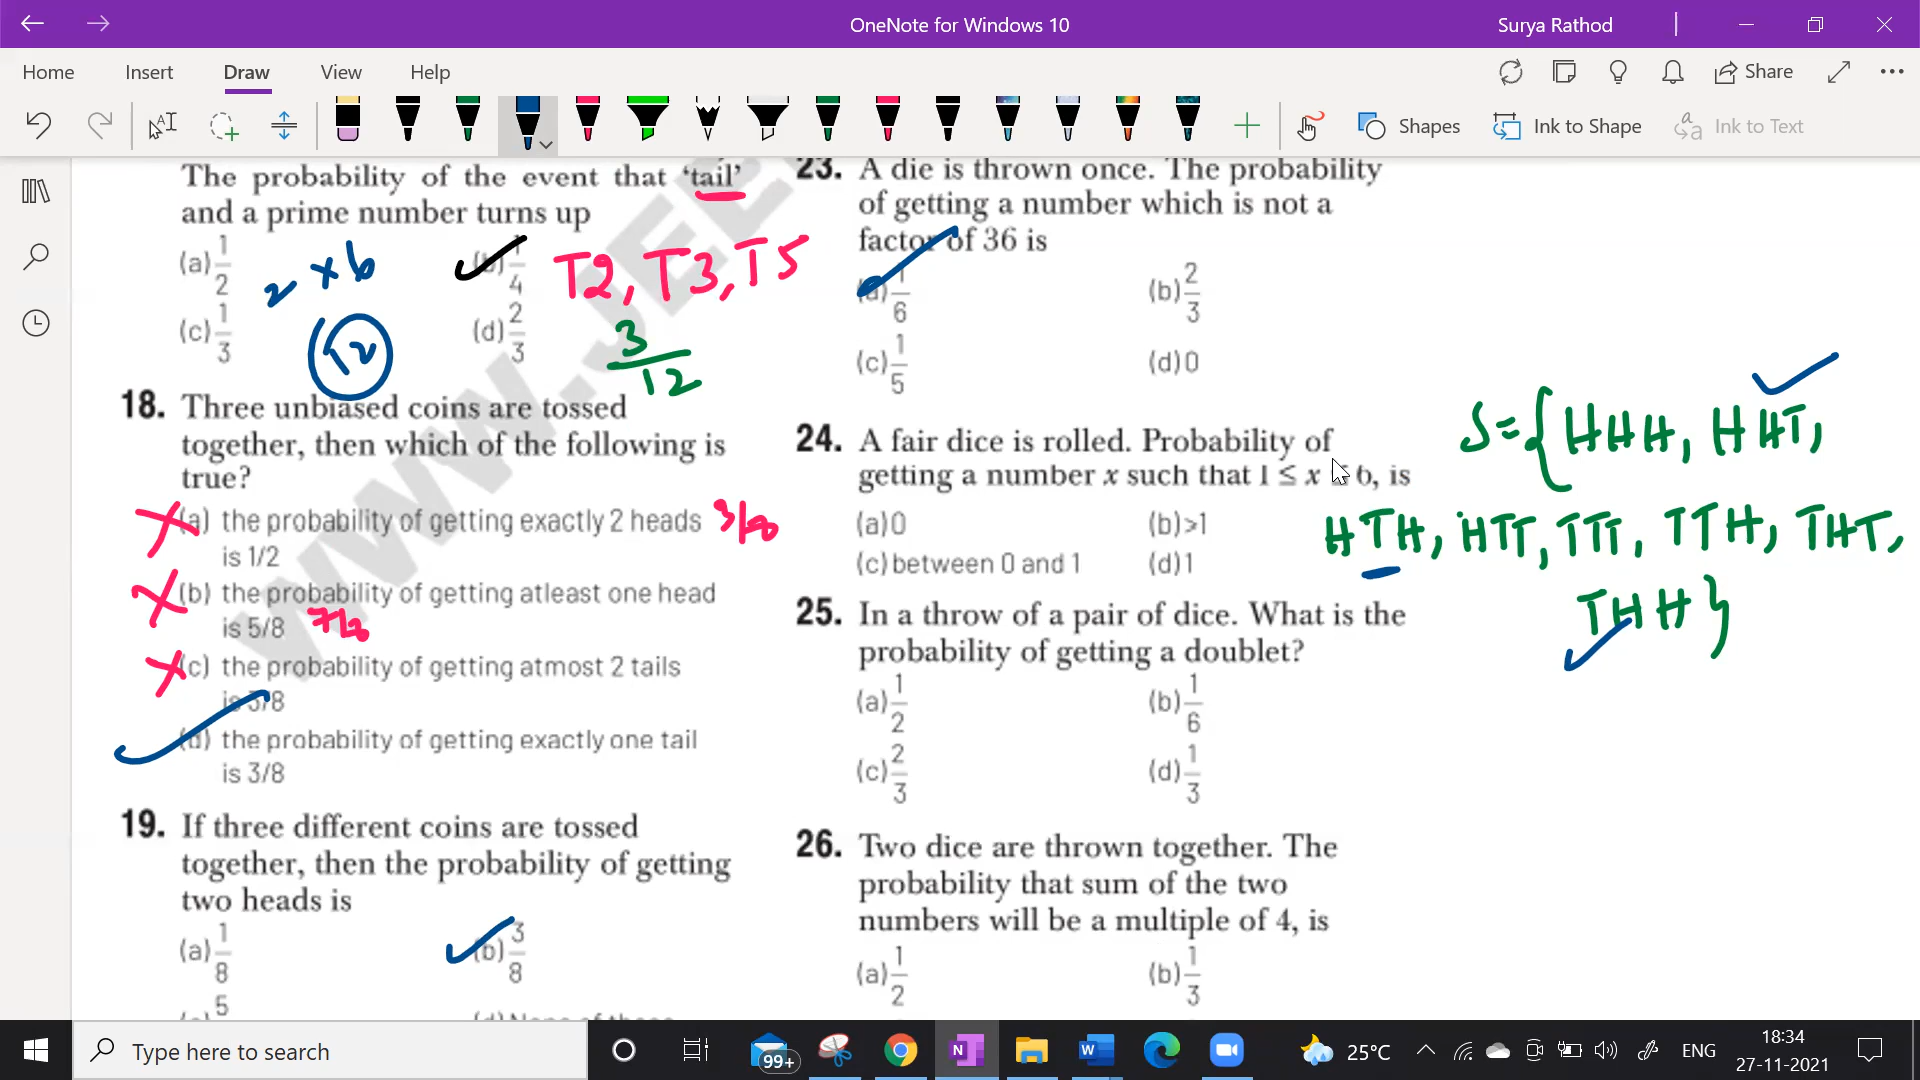 OneNote for Windows 10
Surya Rathod
Home Insert Draw View Help
Share
Shapes Ink to Shape Ink to Text
The probability of the event that ‘tail’
and a prime number turns up
(a) 1/2 2 × 6 (b) 1/4 T2, T3, T5
(c) 1/3 12 (d) 2/3 3/12
18. Three unbiased coins are tossed
together, then which of the following is
true?
(a) the probability of getting exactly 2 heads 3/8
is 1/2
(b) the probability of getting atleast one head
is 5/8 7/8
(c) the probability of getting atmost 2 tails
is 3/8
(d) the probability of getting exactly one tail
is 3/8
19. If three different coins are tossed
together, then the probability of getting
two heads is
(a) 1/8 (b) 3/8
5
WWW.JEE
23. A die is thrown once. The probability
of getting a number which is not a
factor of 36 is
(a) 1/6 (b) 2/3
(c) 1/5 (d) 0
24. A fair dice is rolled. Probability of
getting a number x such that 1 ≤ x ≤ 6, is
(a) 0 (b) >1
(c) between 0 and 1 (d) 1
25. In a throw of a pair of dice. What is the
probability of getting a doublet?
(a) 1/2 (b) 1/6
(c) 2/3 (d) 1/3
26. Two dice are thrown together. The
probability that sum of the two
numbers will be a multiple of 4, is
(a) 1/2 (b) 1/3
S={HHH, HHT,
HTH, HTT, TTT, TTH, THT,
THH}
Type here to search
99+
25°C
ENG
18:34
27-11-2021